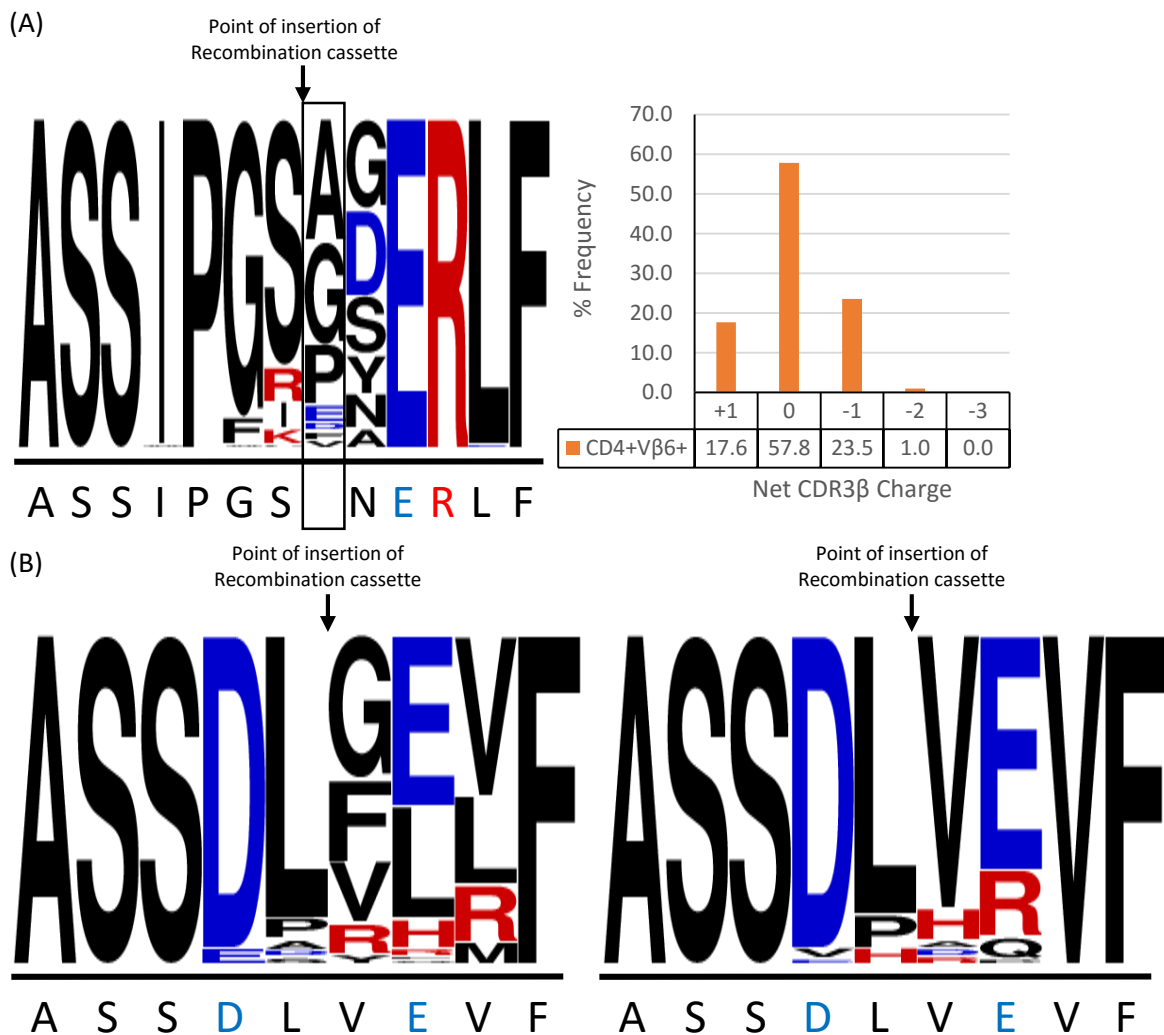 (A)
Point of insertion of
Recombination cassette
A S S I P G S A G E R L F
F R G D
I P S
K E Y
N
V A
A S S I P G S N E R L F
% Frequency
70.0
60.0
50.0
40.0
30.0
20.0
10.0
0.0
+1 0 -1 -2 -3
CD4+Vβ6+ 17.6 57.8 23.5 1.0 0.0
Net CDR3β Charge
(B)
Point of insertion of
Recombination cassette
A S S D L G E V F
E P F L L
A V H R
R R M
Y
A S S D L V E V F
Point of insertion of
Recombination cassette
A S S D L V E V F
V P H R
H A Q
A S S D L V E V F